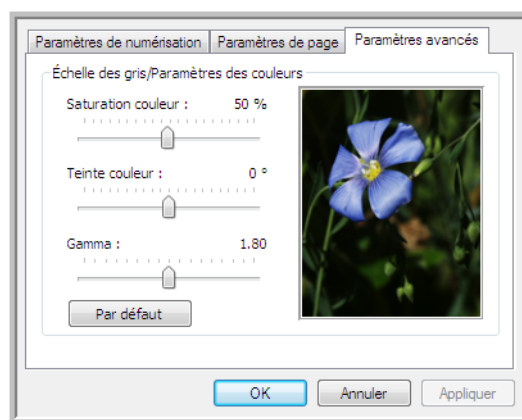 Paramètres de numérisation
Paramètres de page
Paramètres avancés
Échelle des gris/Paramètres des couleurs
Saturation couleur : 50 %
Teinte couleur : 0 °
Gamma : 1.80
Par défaut
OK
Annuler
Appliquer